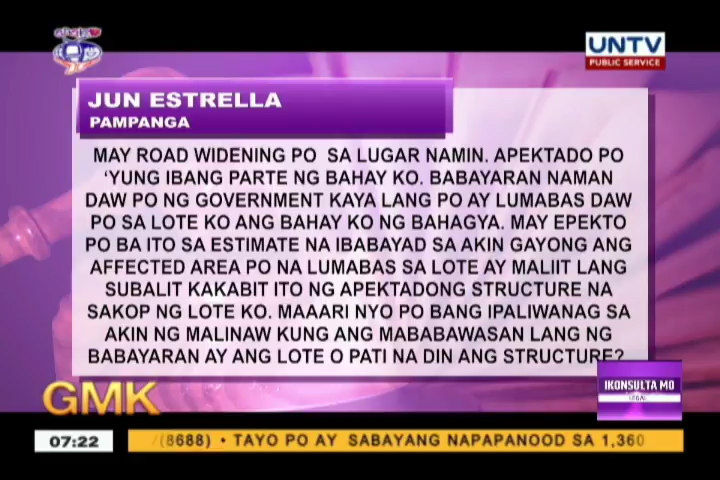 UNTV
PUBLIC SERVICE
JUN ESTRELLA
PAMPANGA
MAY ROAD WIDENING PO SA LUGAR NAMIN. APEKTADO PO
‘YUNG IBANG PARTE NG BAHAY KO. BABAYARAN NAMAN
DAW PO NG GOVERNMENT KAYA LANG PO AY LUMABAS DAW
PO SA LOTE KO ANG BAHAY KO NG BAHAGYA. MAY EPEKTO
PO BA ITO SA ESTIMATE NA IBABAYAD SA AKIN GAYONG ANG
AFFECTED AREA PO NA LUMABAS SA LOTE AY MALIIT LANG
SUBALIT KAKABIT ITO NG APEKTADONG STRUCTURE NA
SAKOP NG LOTE KO. MAAARI NYO PO BANG IPALIWANAG SA
AKIN NG MALINAW KUNG ANG MABABAWASAN LANG NG
BABAYARAN AY ANG LOTE O PATI NA DIN ANG STRUCTURE?
IKONSULTA MO
LEGAL
GMK
07:22
(8688) • TAYO PO AY SABAYANG NAPAPANOOD SA 1,360